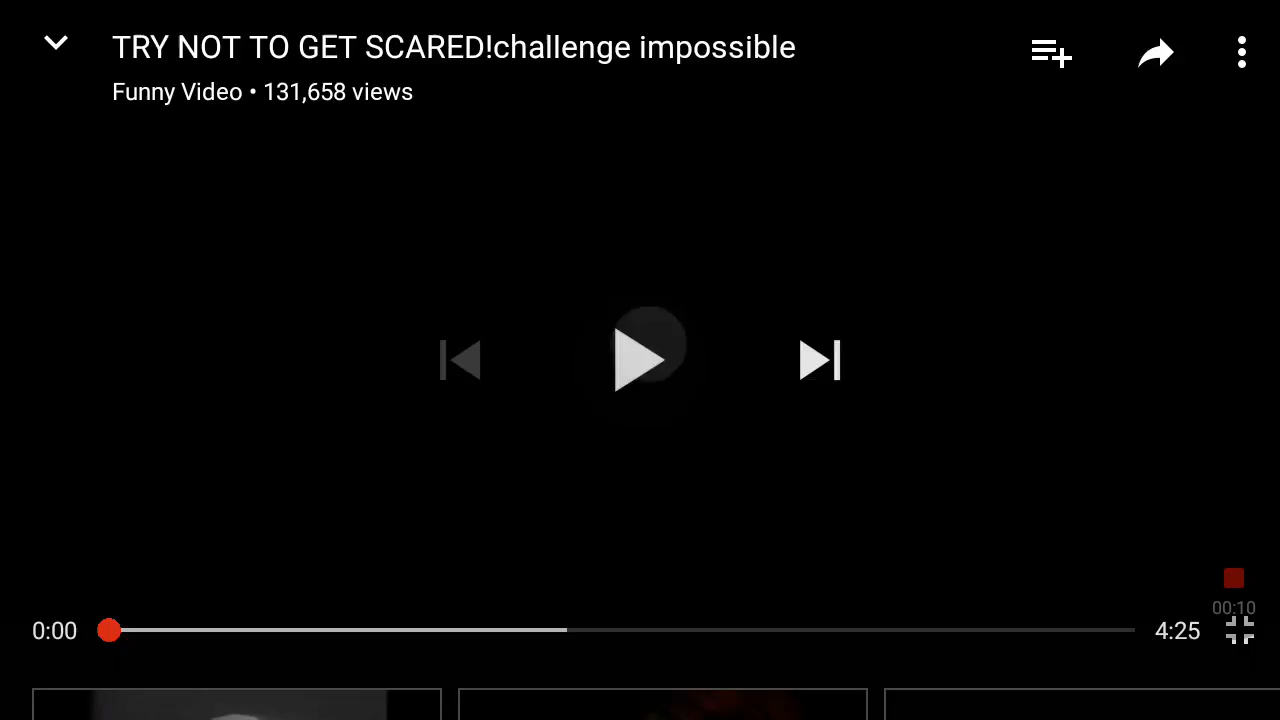 TRY NOT TO GET SCARED!challenge impossible
Funny Video • 131,658 views
00:10
0:00
4:25